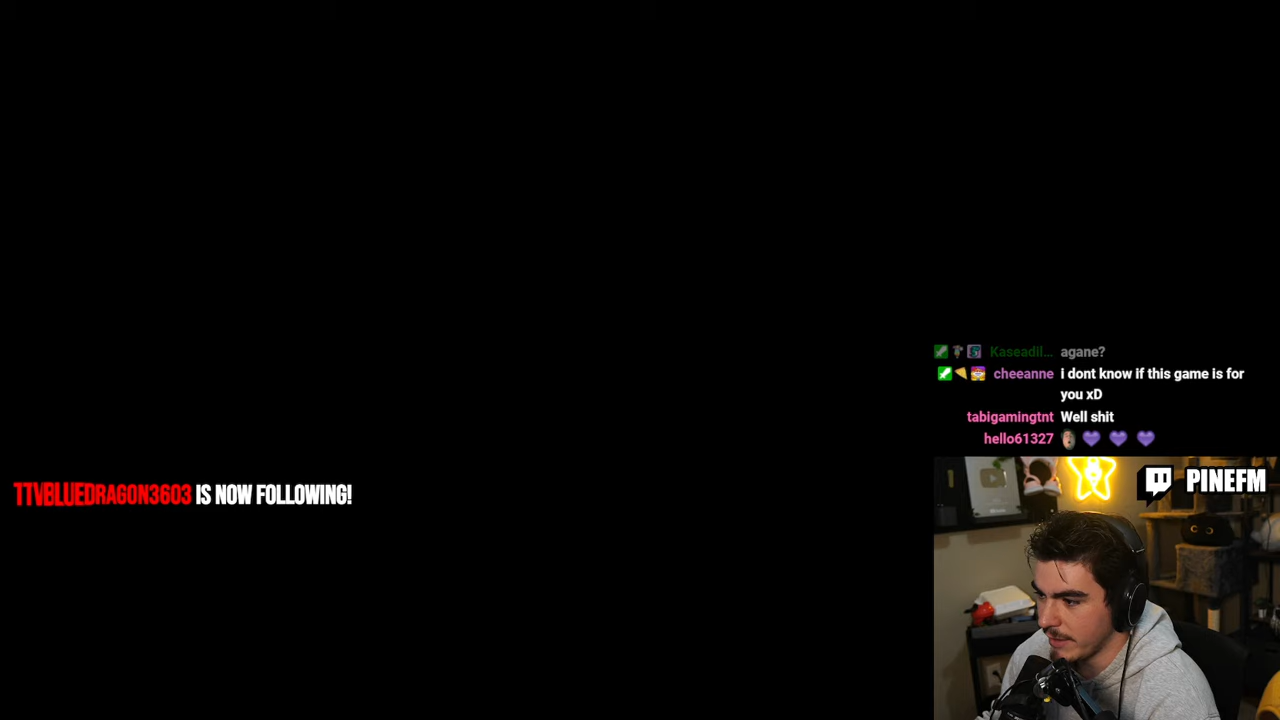 Kaseadil... agane?
cheeanne i dont know if this game is for
you xD
tabigamingtnt Well shit
hello61327
TTVBLUEDRAGON3603 IS NOW FOLLOWING!
PINEFM